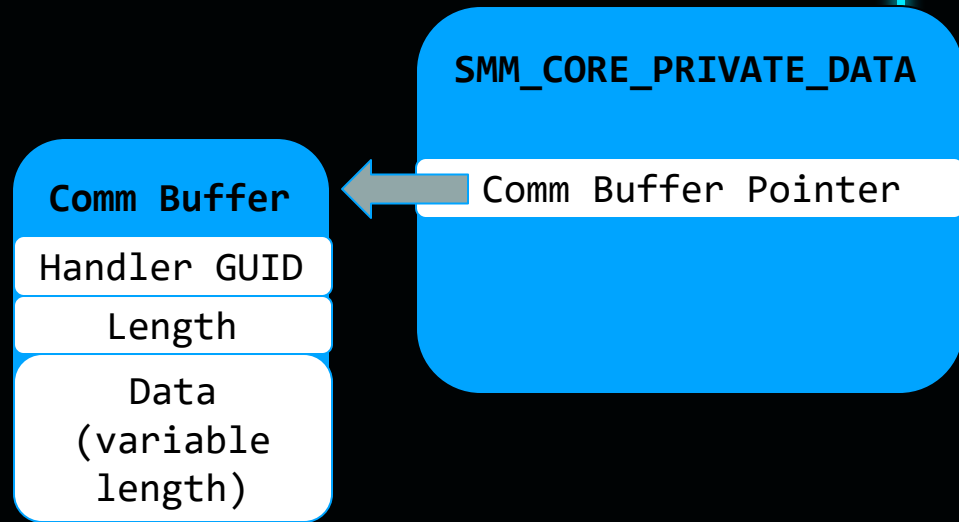 SMM_CORE_PRIVATE_DATA
Comm Buffer Pointer
Comm Buffer
Handler GUID
Length
Data
(variable
length)